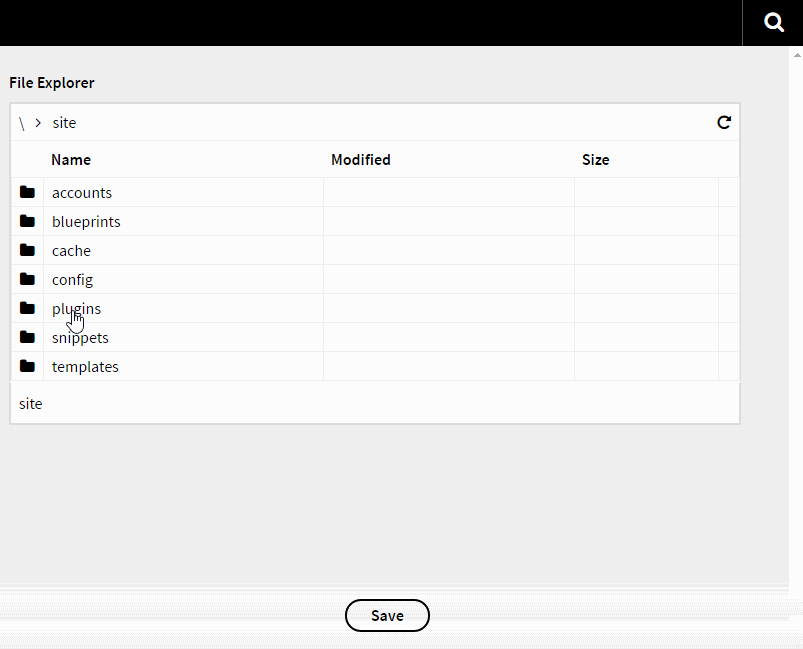 File Explorer
\ > site
Name Modified Size
accounts
blueprints
cache
config
plugins
snippets
templates
site
Save